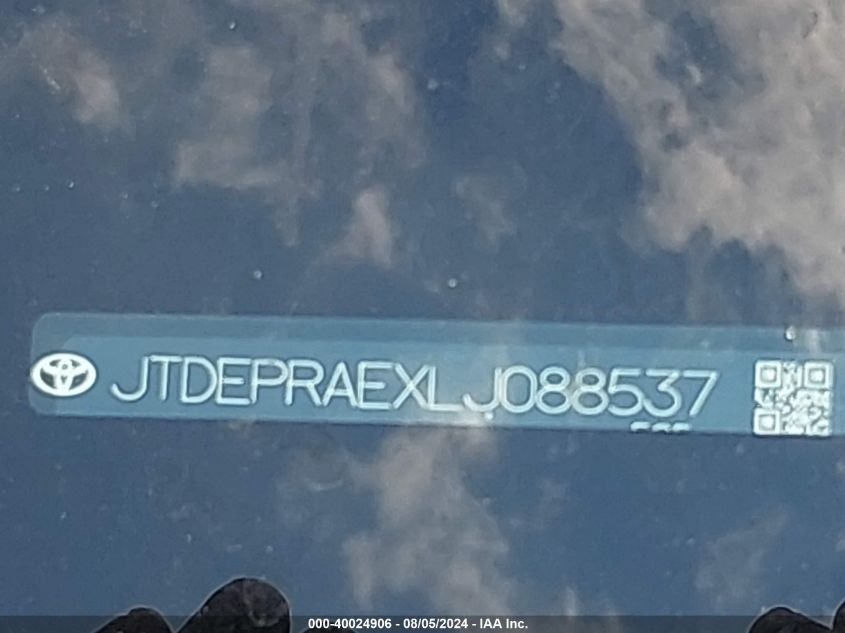 JTDEPRAEXLJ088537
000-40024906 - 08/05/2024 - IAA Inc.